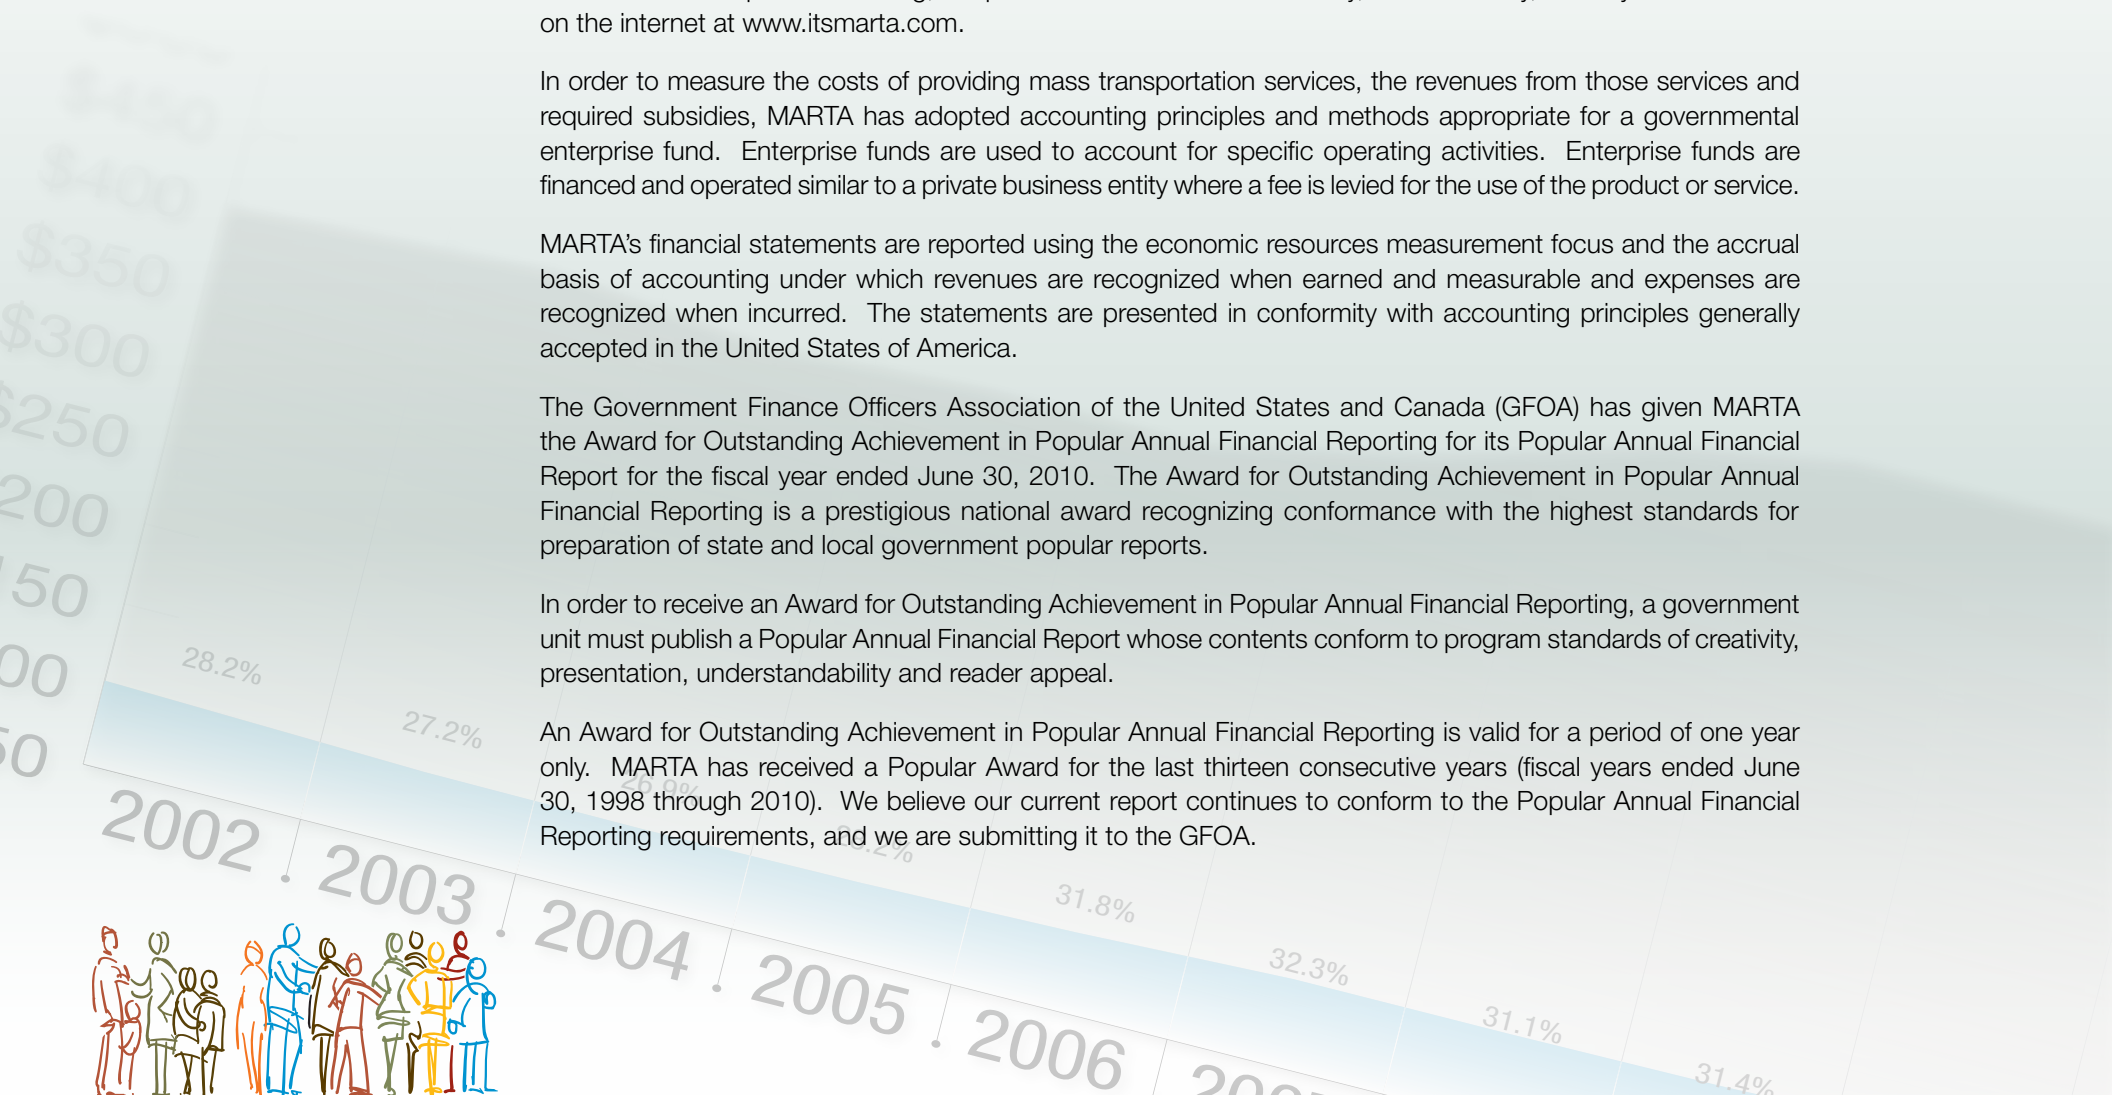 on the internet at www.itsmarta.com.
In order to measure the costs of providing mass transportation services, the revenues from those services and
required subsidies, MARTA has adopted accounting principles and methods appropriate for a governmental
enterprise fund. Enterprise funds are used to account for specific operating activities. Enterprise funds are
financed and operated similar to a private business entity where a fee is levied for the use of the product or service.
MARTA’s financial statements are reported using the economic resources measurement focus and the accrual
basis of accounting under which revenues are recognized when earned and measurable and expenses are
recognized when incurred. The statements are presented in conformity with accounting principles generally
accepted in the United States of America.
The Government Finance Officers Association of the United States and Canada (GFOA) has given MARTA
the Award for Outstanding Achievement in Popular Annual Financial Reporting for its Popular Annual Financial
Report for the fiscal year ended June 30, 2010. The Award for Outstanding Achievement in Popular Annual
Financial Reporting is a prestigious national award recognizing conformance with the highest standards for
preparation of state and local government popular reports.
In order to receive an Award for Outstanding Achievement in Popular Annual Financial Reporting, a government
unit must publish a Popular Annual Financial Report whose contents conform to program standards of creativity,
presentation, understandability and reader appeal.
An Award for Outstanding Achievement in Popular Annual Financial Reporting is valid for a period of one year
only. MARTA has received a Popular Award for the last thirteen consecutive years (fiscal years ended June
30, 1998 through 2010). We believe our current report continues to conform to the Popular Annual Financial
Reporting requirements, and we are submitting it to the GFOA.
$450
$400
$350
$300
$250
200
150
00
50
28.2%
27.2%
26.9%
31.8%
32.3%
31.1%
31.4%
2002
2003
2004
2005
2006